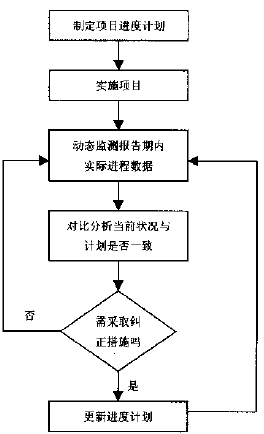 制定项目进度计划
实施项目
动态监测报告期内
实际进程数据
对比分析当前状况与
计划是否一致
需采取纠
正措施吗
否
是
更新进度计划